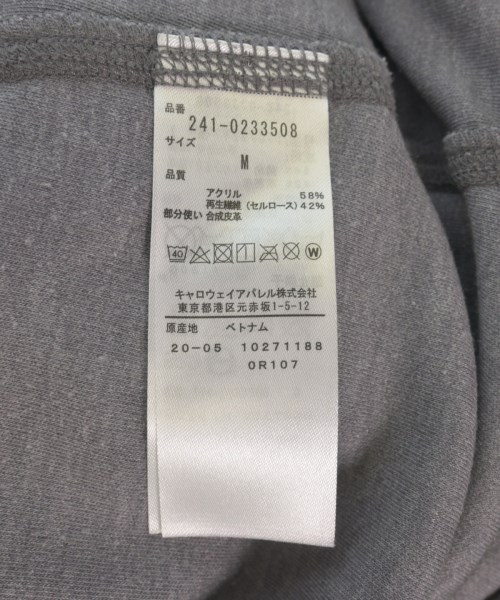 品番
241-0233508
サイズ
M
品質
アクリル 58%
再生繊維(セルロース) 42%
部分使い 合成皮革
40 W
キャロウェイアパレル株式会社
東京都港区元赤坂1-5-12
原産地 ベトナム
20-05 10271188
0R107